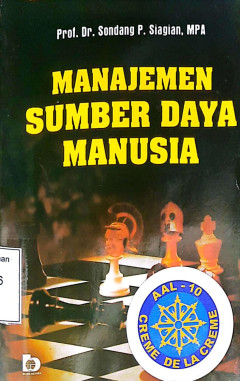 Prof. Dr. Sondang P. Siagian, MPA
MANAJEMEN
SUMBER DAYA
MANUSIA
AAL-10
CREME DE LA CREME